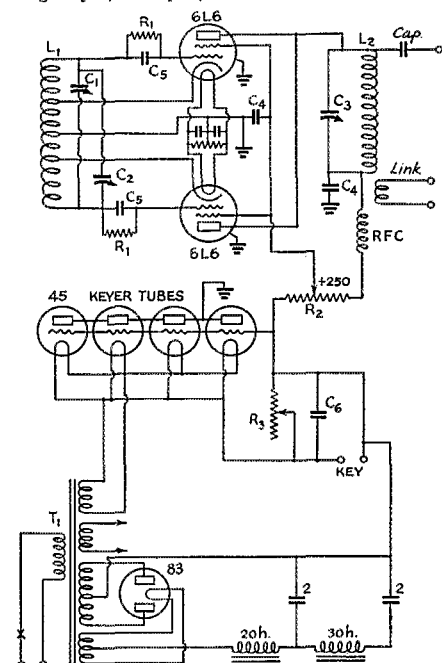 R1
6L6
L1
C5
L2
Cap.
C1
C4
C3
C2
Link
C5
C4
R1
RFC
6L6
+250
45 KEYER TUBES
R2
R3
C6
KEY
T1
83
2
2
20h.
30h.